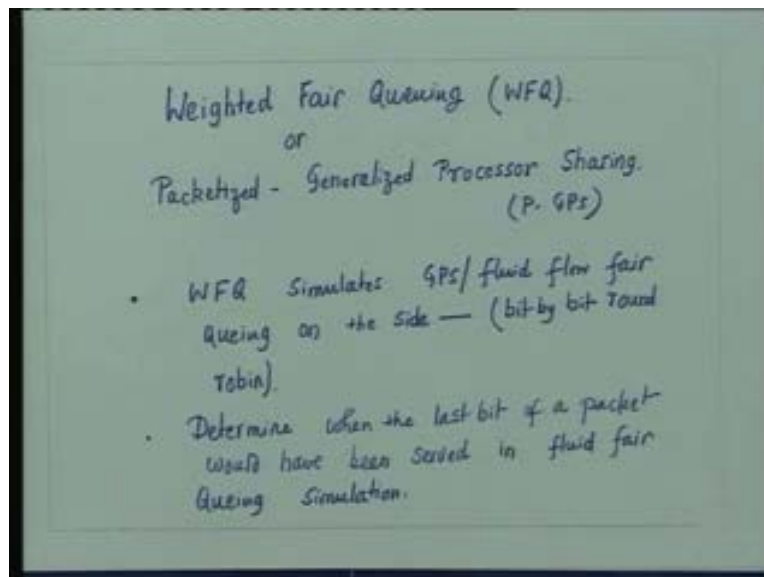 Weighted Fair Queuing (WFQ).
or
Packetized - Generalized Processor Sharing.
(P. GPS)
• WFQ Simulates GPS/fluid flow fair
Queing on the side — (bit by bit round
robin).
• Determine when the last bit of a packet
would have been served in fluid fair
Queing Simulation.